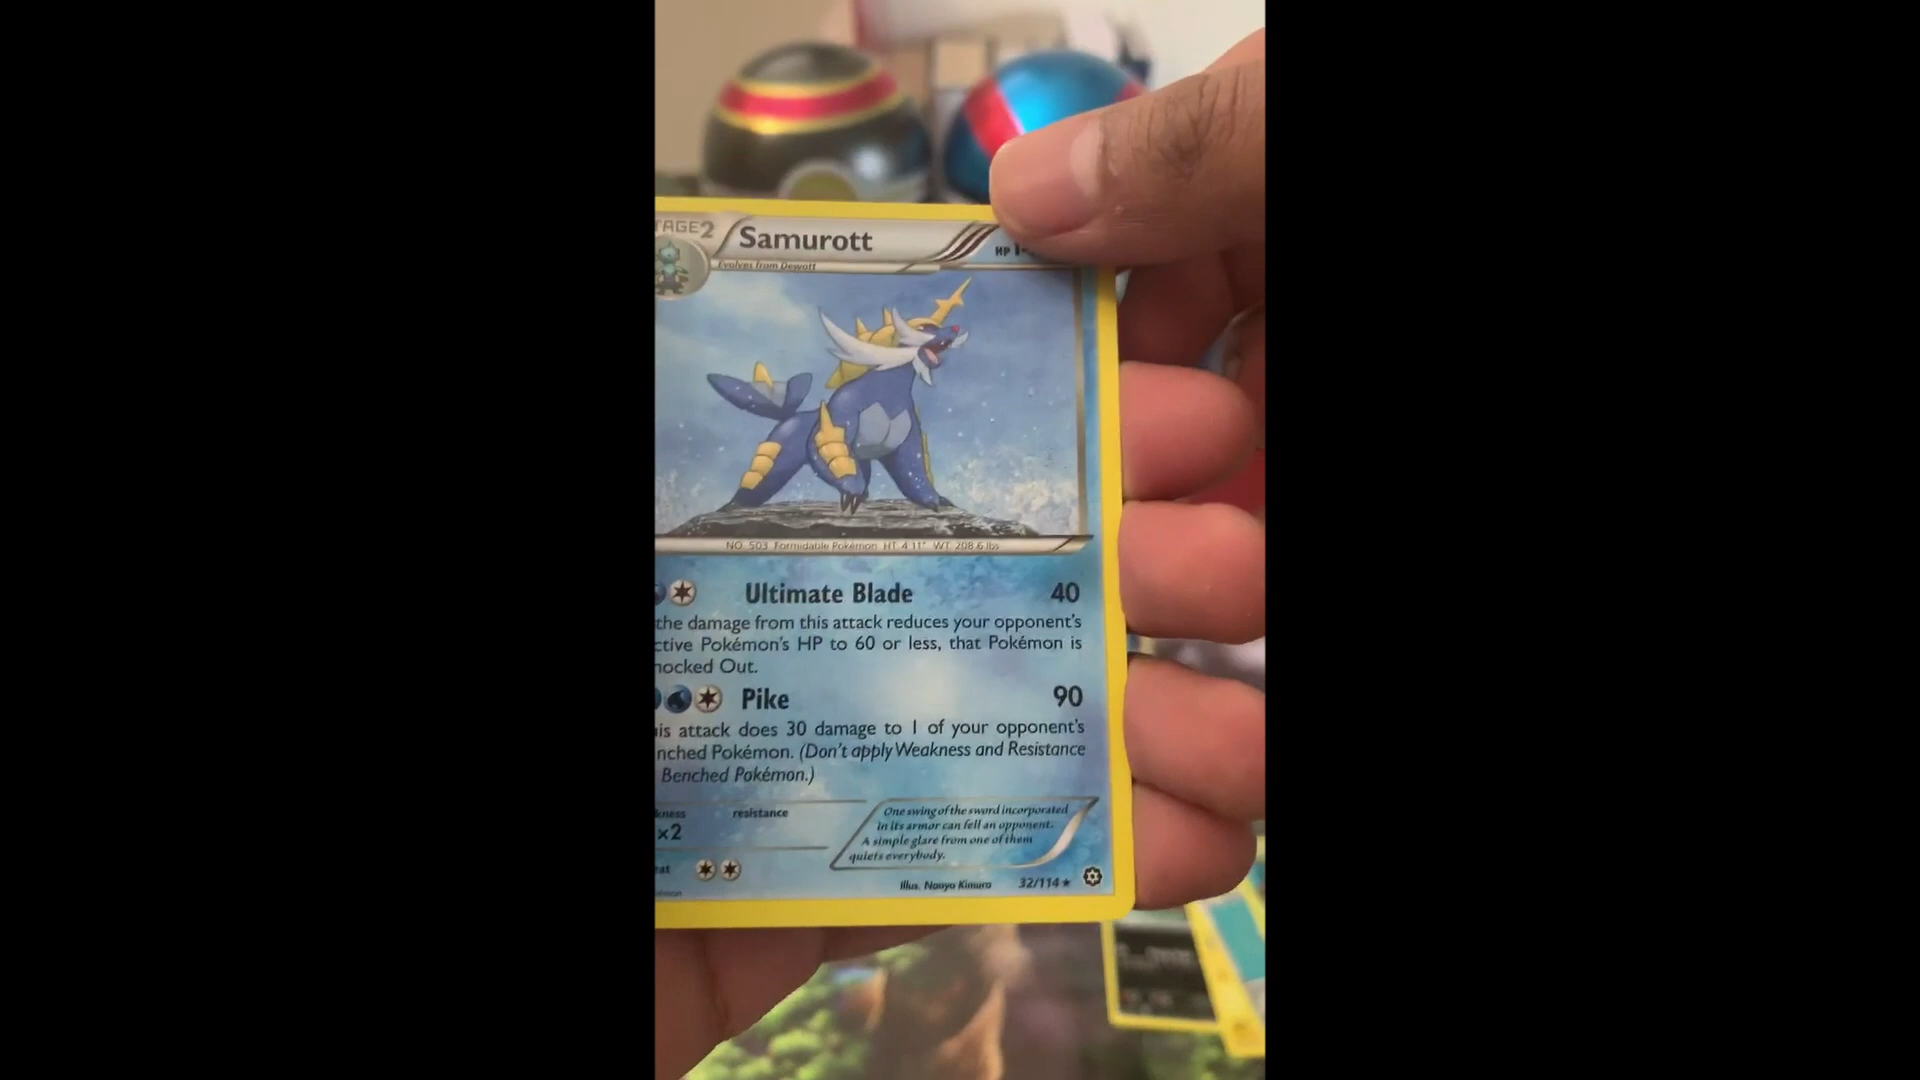 TAGE2 Samurott HP
Evolves from Dewott
NO. 503 Formidable Pokémon HT. 4'11" WT. 208.6 lbs
Ultimate Blade 40
the damage from this attack reduces your opponent's
ctive Pokémon's HP to 60 or less, that Pokémon is
nocked Out.
Pike 90
is attack does 30 damage to 1 of your opponent's
nched Pokémon. (Don't apply Weakness and Resistance
Benched Pokémon.)
kness resistance
×2
One swing of the sword incorporated
in its armor can fell an opponent.
A simple glare from one of them
quiets everybody.
eat
Illus. Naoyo Kimura 32/114★